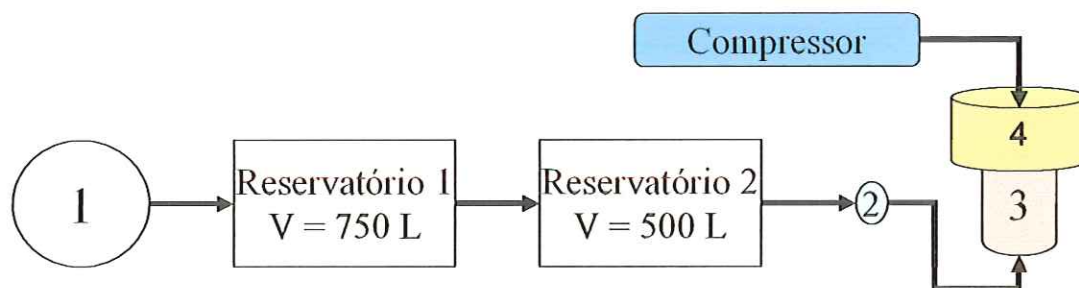 Compressor
4
1
Reservatório 1
V = 750 L
Reservatório 2
V = 500 L
2
3